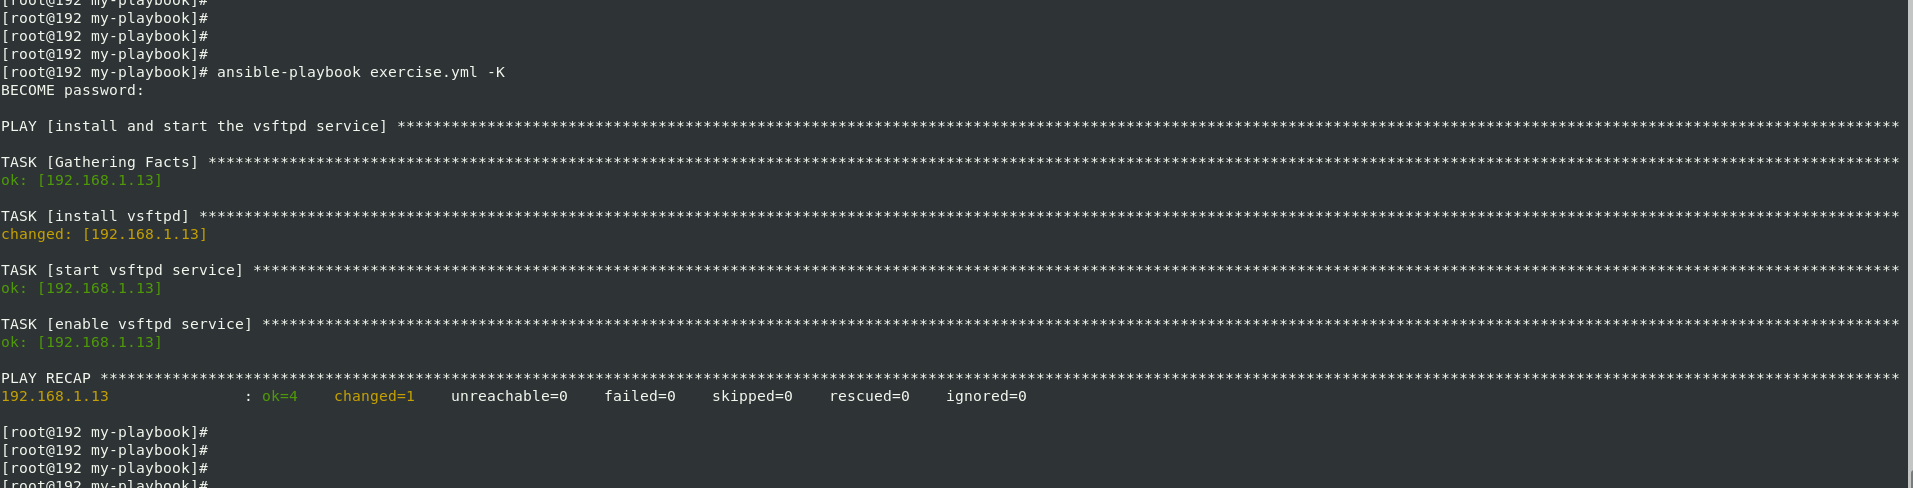 [root@192 my-playbook]#
[root@192 my-playbook]#
[root@192 my-playbook]#
[root@192 my-playbook]#
[root@192 my-playbook]# ansible-playbook exercise.yml -K
BECOME password:
PLAY [install and start the vsftpd service] ***********************************************************************************************************************************************************************
TASK [Gathering Facts] ********************************************************************************************************************************************************************************************
ok: [192.168.1.13]
TASK [install vsftpd] *********************************************************************************************************************************************************************************************
changed: [192.168.1.13]
TASK [start vsftpd service] ***************************************************************************************************************************************************************************************
ok: [192.168.1.13]
TASK [enable vsftpd service] **************************************************************************************************************************************************************************************
ok: [192.168.1.13]
PLAY RECAP ********************************************************************************************************************************************************************************************************
192.168.1.13               : ok=4    changed=1    unreachable=0    failed=0    skipped=0    rescued=0    ignored=0
[root@192 my-playbook]#
[root@192 my-playbook]#
[root@192 my-playbook]#
[root@192 my-playbook]#